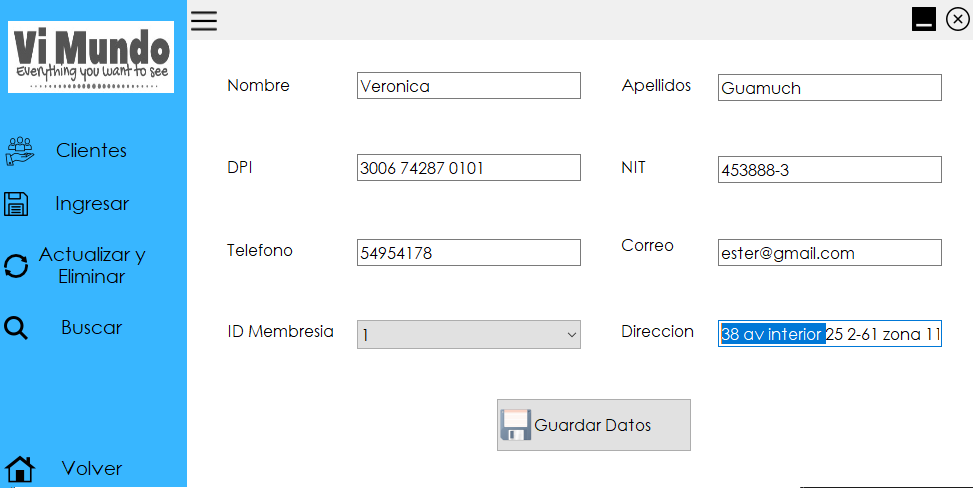 Vi Mundo
Everything you want to see
Clientes
Ingresar
Actualizar y
Eliminar
Buscar
Volver
Nombre Veronica Apellidos Guamuch
DPI 3006 74287 0101 NIT 453888-3
Telefono 54954178 Correo ester@gmail.com
ID Membresia 1 Direccion 38 av interior 25 2-61 zona 11
Guardar Datos